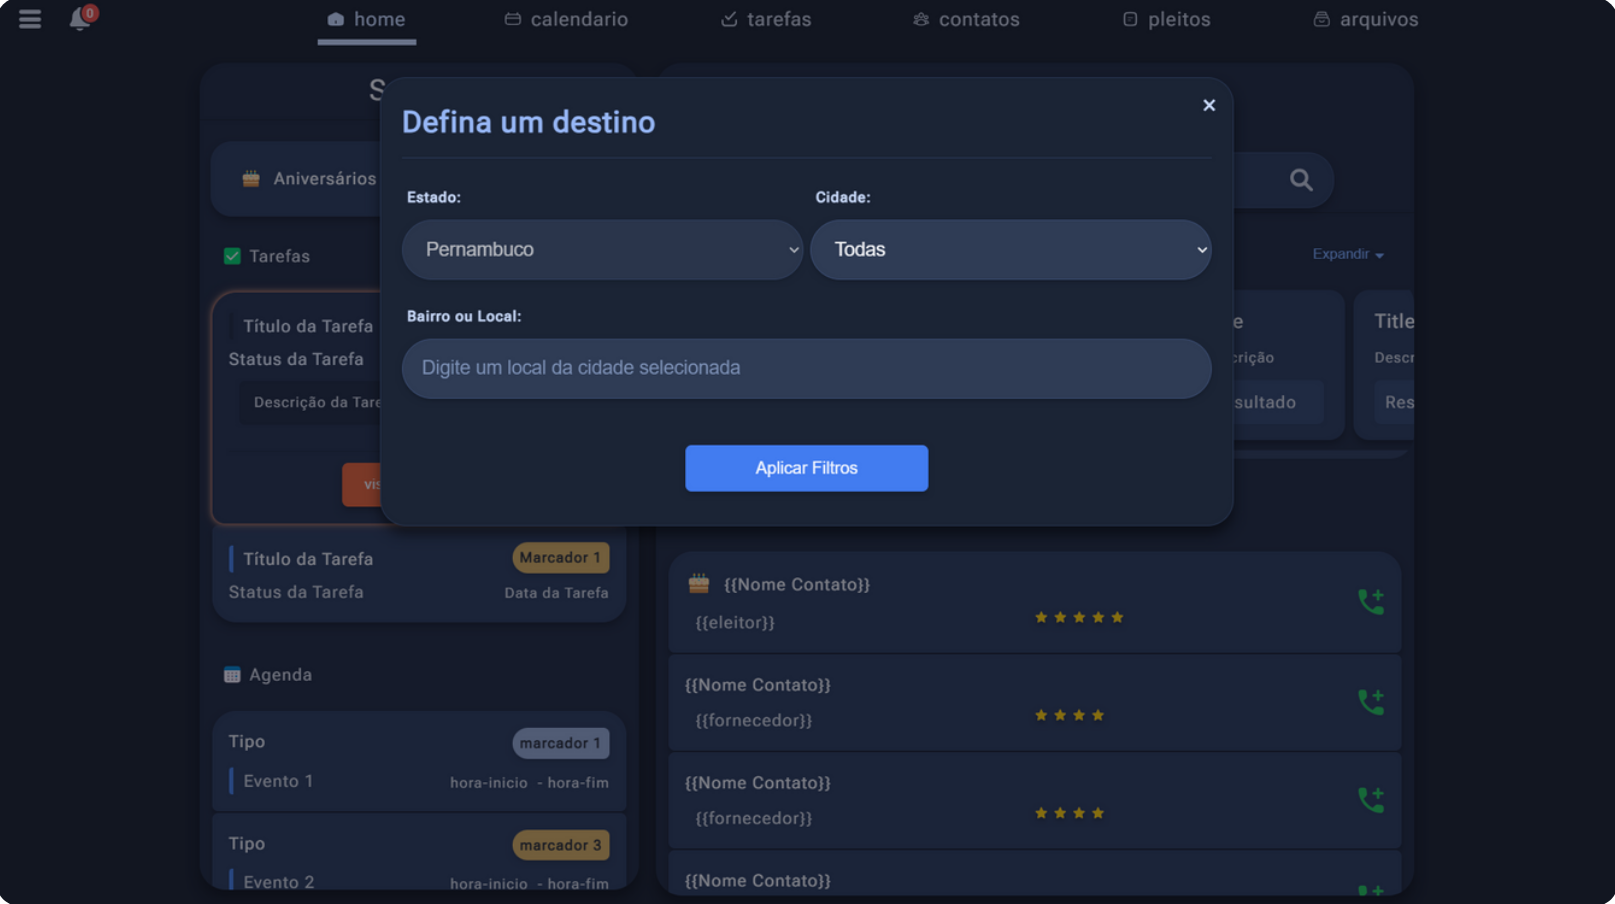 0
home
calendario
tarefas
contatos
pleitos
arquivos
S
Defina um destino
×
Aniversários
Estado:
Cidade:
Pernambuco
Todas
Tarefas
Expandir
Bairro ou Local:
Digite um local da cidade selecionada
Título da Tarefa
Status da Tarefa
Descrição da Tare
vis
e
crição
sultado
Title
Descr
Res
Aplicar Filtros
Título da Tarefa
Marcador 1
Status da Tarefa
Data da Tarefa
Agenda
Tipo
marcador 1
Evento 1
hora-inicio - hora-fim
Tipo
marcador 3
Evento 2
hora-inicio - hora-fim
{{Nome Contato}}
{{eleitor}}
{{Nome Contato}}
{{fornecedor}}
{{Nome Contato}}
{{fornecedor}}
{{Nome Contato}}